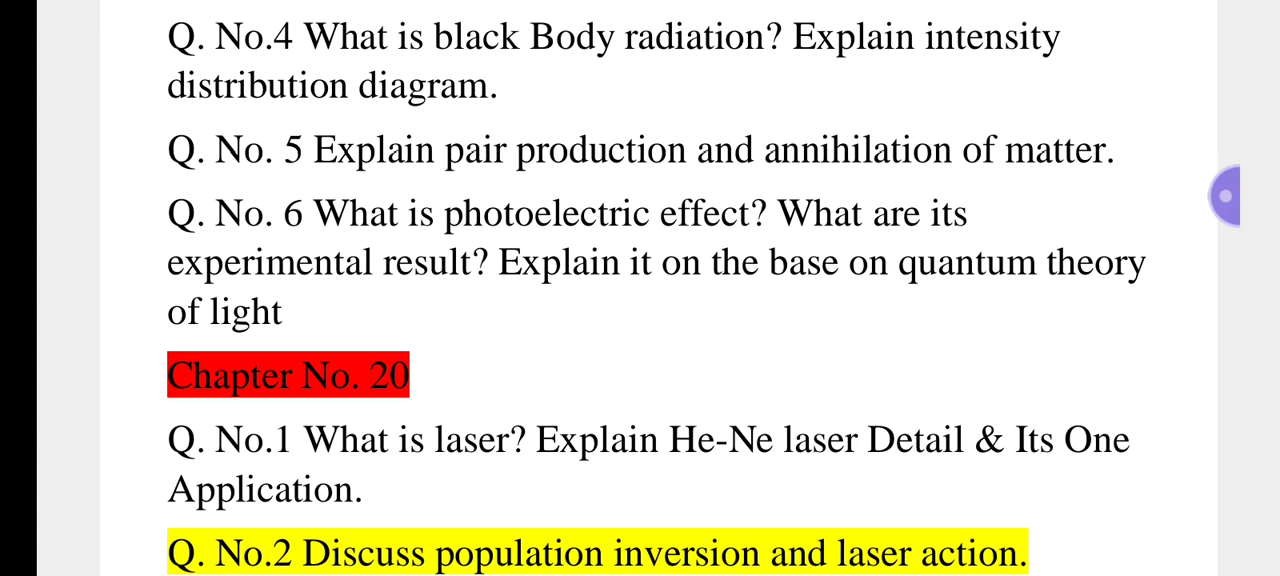 Q. No.4 What is black Body radiation? Explain intensity
distribution diagram.
Q. No. 5 Explain pair production and annihilation of matter.
Q. No. 6 What is photoelectric effect? What are its
experimental result? Explain it on the base on quantum theory
of light
Chapter No. 20
Q. No.1 What is laser? Explain He-Ne laser Detail & Its One
Application.
Q. No.2 Discuss population inversion and laser action.